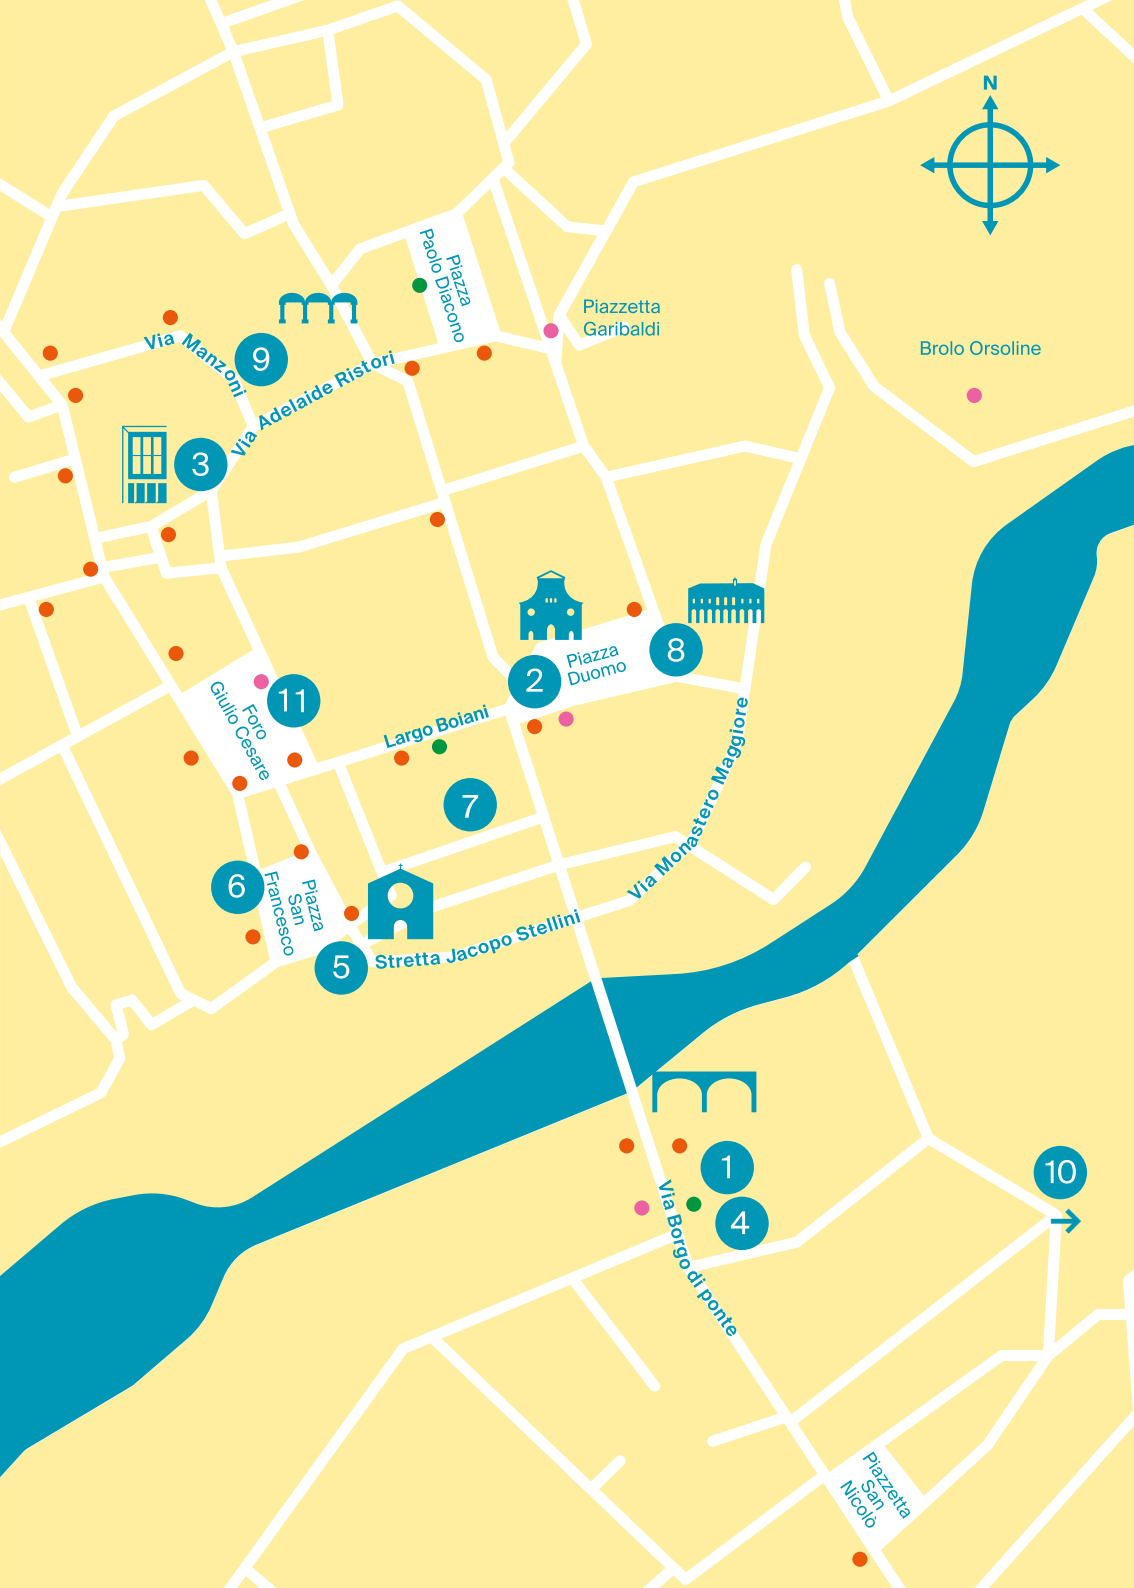 N
Piazza
Paolo Diacono
Piazzetta
Garibaldi
Brolo Orsoline
Via Manzoni
9
Via Adelaide Ristori
3
8
Piazza
Duomo
2
11
Foro
Giulio Cesare
Largo Boiani
Via Monastero Maggiore
7
6
Piazza
San
Francesco
5
Stretta Jacopo Stellini
1
10
4
Via Borgo di ponte
Piazzetta
San
Nicolò